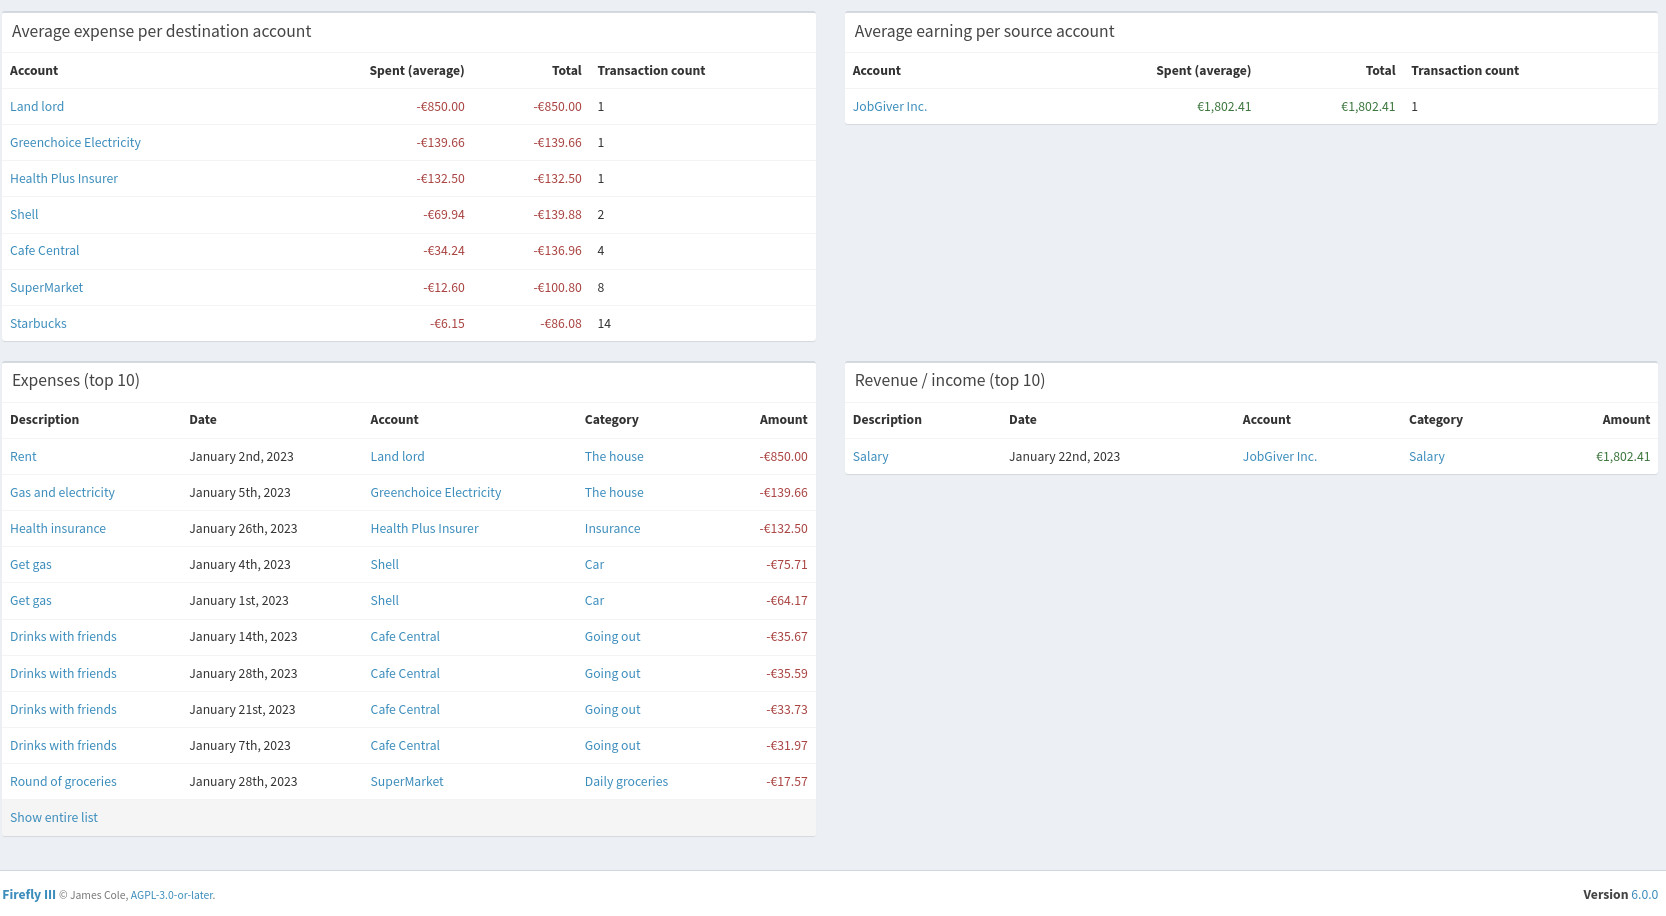 Average expense per destination account
Account Spent (average) Total Transaction count
Land lord -€850.00 -€850.00 1
Greenchoice Electricity -€139.66 -€139.66 1
Health Plus Insurer -€132.50 -€132.50 1
Shell -€69.94 -€139.88 2
Cafe Central -€34.24 -€136.96 4
SuperMarket -€12.60 -€100.80 8
Starbucks -€6.15 -€86.08 14
Average earning per source account
Account Spent (average) Total Transaction count
JobGiver Inc. €1,802.41 €1,802.41 1
Expenses (top 10)
Description Date Account Category Amount
Rent January 2nd, 2023 Land lord The house -€850.00
Gas and electricity January 5th, 2023 Greenchoice Electricity The house -€139.66
Health insurance January 26th, 2023 Health Plus Insurer Insurance -€132.50
Get gas January 4th, 2023 Shell Car -€75.71
Get gas January 1st, 2023 Shell Car -€64.17
Drinks with friends January 14th, 2023 Cafe Central Going out -€35.67
Drinks with friends January 28th, 2023 Cafe Central Going out -€35.59
Drinks with friends January 21st, 2023 Cafe Central Going out -€33.73
Drinks with friends January 7th, 2023 Cafe Central Going out -€31.97
Round of groceries January 28th, 2023 SuperMarket Daily groceries -€17.57
Show entire list
Revenue / income (top 10)
Description Date Account Category Amount
Salary January 22nd, 2023 JobGiver Inc. Salary €1,802.41
Firefly III © James Cole, AGPL-3.0-or-later.
Version 6.0.0